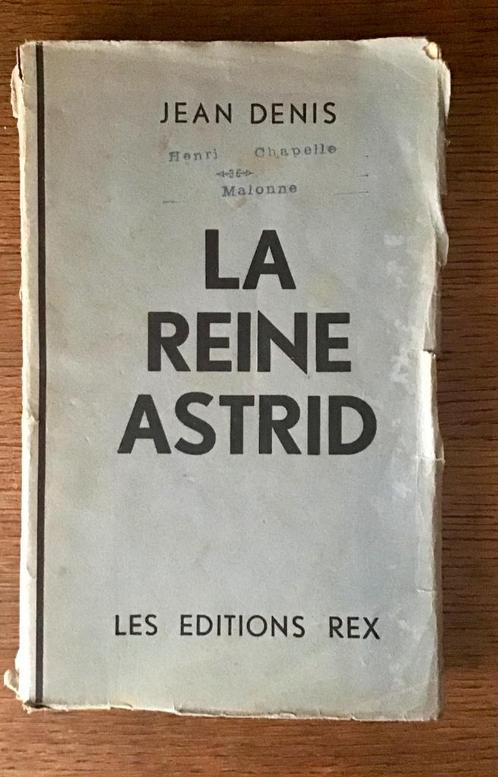 JEAN DENIS
Henri Chapelle
Malonne
LA
REINE
ASTRID
LES EDITIONS REX